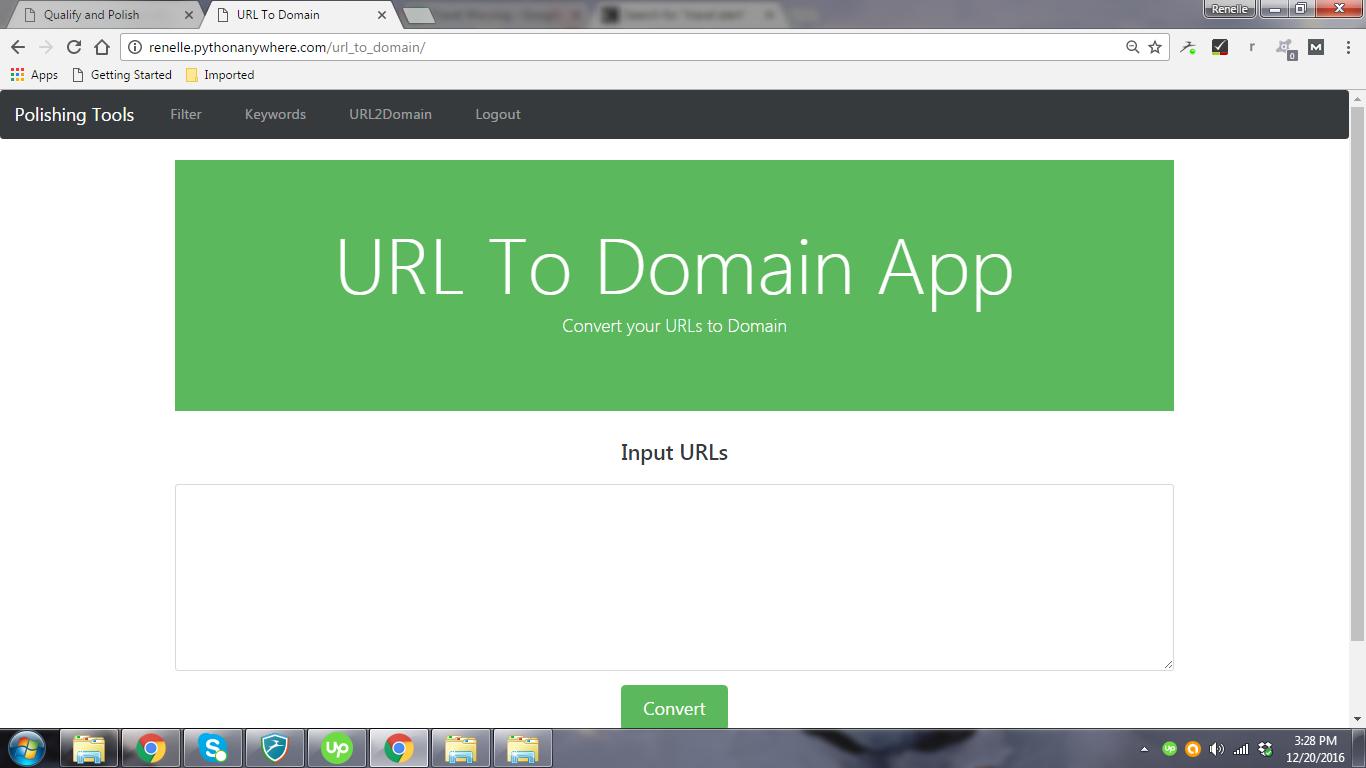 Qualify and Polish
URL To Domain
Renelle
renelle.pythonanywhere.com/url_to_domain/
r
0
M
Apps
Getting Started
Imported
Polishing Tools
Filter
Keywords
URL2Domain
Logout
URL To Domain App
Convert your URLs to Domain
Input URLs
Convert
S
Up
up
3:28 PM
12/20/2016